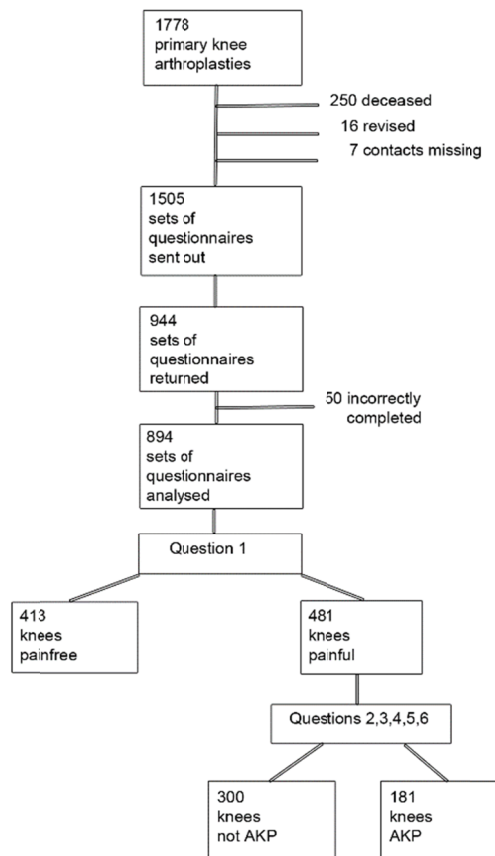 1778
primary knee
arthroplasties
250 deceased
16 revised
7 contacts missing
1505
sets of
questionnaires
sent out
944
sets of
questionnaires
returned
50 incorrectly
completed
894
sets of
questionnaires
analysed
Question 1
413
knees
painfree
481
knees
painful
Questions 2,3,4,5,6
300
knees
not AKP
181
knees
AKP